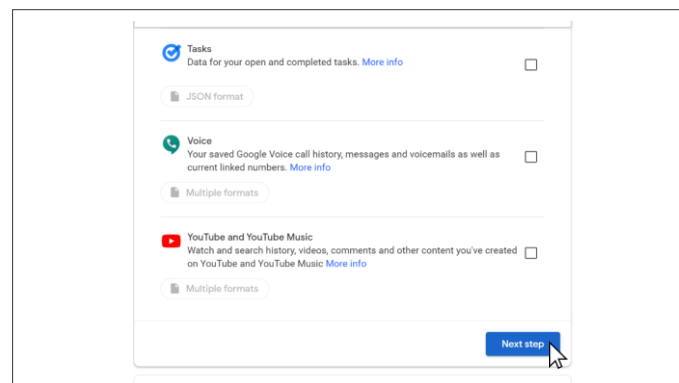 Tasks
Data for your open and completed tasks. More info
JSON format
Voice
Your saved Google Voice call history, messages and voicemails as well as
current linked numbers. More info
Multiple formats
YouTube and YouTube Music
Watch and search history, videos, comments and other content you've created
on YouTube and YouTube Music More info
Multiple formats
Next step